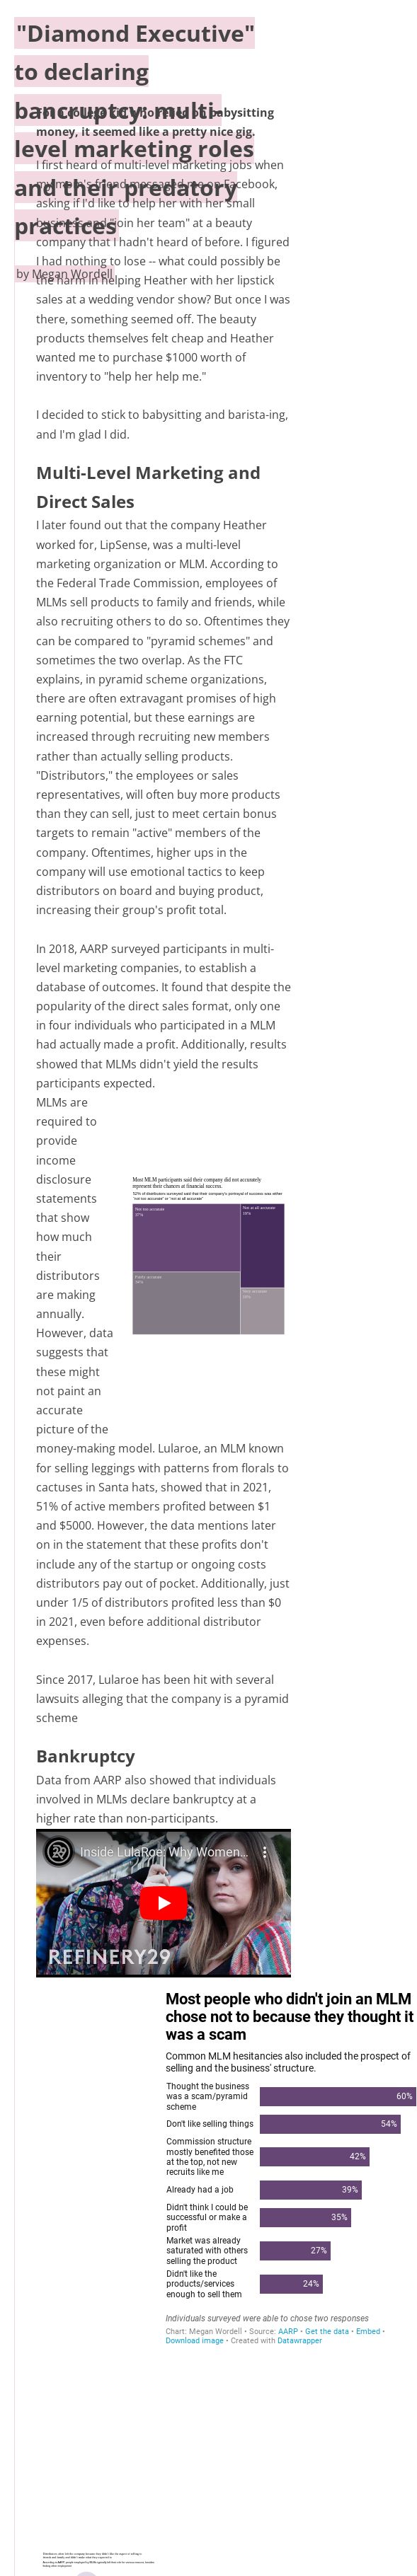 "Diamond Executive"
to declaring
bankruptcy: multi-
level marketing roles
and their predatory
practices
by Megan Wordell
For a college kid who relied on babysitting
money, it seemed like a pretty nice gig.
I first heard of multi-level marketing jobs when
my mom's friend messaged me on Facebook,
asking if I'd like to help her with her small
business and "join her team" at a beauty
company that I hadn't heard of before. I figured
I had nothing to lose -- what could possibly be
the harm in helping Heather with her lipstick
sales at a wedding vendor show? But once I was
there, something seemed off. The beauty
products themselves felt cheap and Heather
wanted me to purchase $1000 worth of
inventory to "help her help me."
I decided to stick to babysitting and barista-ing,
and I'm glad I did.
Multi-Level Marketing and
Direct Sales
I later found out that the company Heather
worked for, LipSense, was a multi-level
marketing organization or MLM. According to
the Federal Trade Commission, employees of
MLMs sell products to family and friends, while
also recruiting others to do so. Oftentimes they
can be compared to "pyramid schemes" and
sometimes the two overlap. As the FTC
explains, in pyramid scheme organizations,
there are often extravagant promises of high
earning potential, but these earnings are
increased through recruiting new members
rather than actually selling products.
"Distributors," the employees or sales
representatives, will often buy more products
than they can sell, just to meet certain bonus
targets to remain "active" members of the
company. Oftentimes, higher ups in the
company will use emotional tactics to keep
distributors on board and buying product,
increasing their group's profit total.
In 2018, AARP surveyed participants in multi-
level marketing companies, to establish a
database of outcomes. It found that despite the
popularity of the direct sales format, only one
in four individuals who participated in a MLM
had actually made a profit. Additionally, results
showed that MLMs didn't yield the results
participants expected.
MLMs are
required to
provide
income
disclosure
statements
that show
how much
their
distributors
are making
annually.
However, data
suggests that
these might
not paint an
accurate
picture of the
Most MLM participants said their company did not accurately
represent their chances at financial success.
52% of distributors surveyed said that their company's portrayal of success was either
"not too accurate" or "not at all accurate"
Not too accurate
37%
Not at all accurate
Fairly accurate
Very accurate
money-making model. Lularoe, an MLM known
for selling leggings with patterns from florals to
cactuses in Santa hats, showed that in 2021,
51% of active members profited between $1
and $5000. However, the data mentions later
on in the statement that these profits don't
include any of the startup or ongoing costs
distributors pay out of pocket. Additionally, just
under 1/5 of distributors profited less than $0
in 2021, even before additional distributor
expenses.
Since 2017, Lularoe has been hit with several
lawsuits alleging that the company is a pyramid
scheme
Bankruptcy
Data from AARP also showed that individuals
involved in MLMs declare bankruptcy at a
higher rate than non-participants.
Inside LulaRoe: Why Women...
REFINERY29
Most people who didn't join an MLM
chose not to because they thought it
was a scam
Common MLM hesitancies also included the prospect of
selling and the business' structure.
Thought the business
was a scam/pyramid
scheme
60%
Don't like selling things
54%
Commission structure
mostly benefited those
at the top, not new
recruits like me
42%
Already had a job
39%
Didn't think I could be
successful or make a
profit
35%
Market was already
saturated with others
selling the product
27%
Didn't like the
products/services
enough to sell them
24%
Individuals surveyed were able to chose two responses
Chart: Megan Wordell • Source: AARP • Get the data • Embed •
Download image • Created with Datawrapper